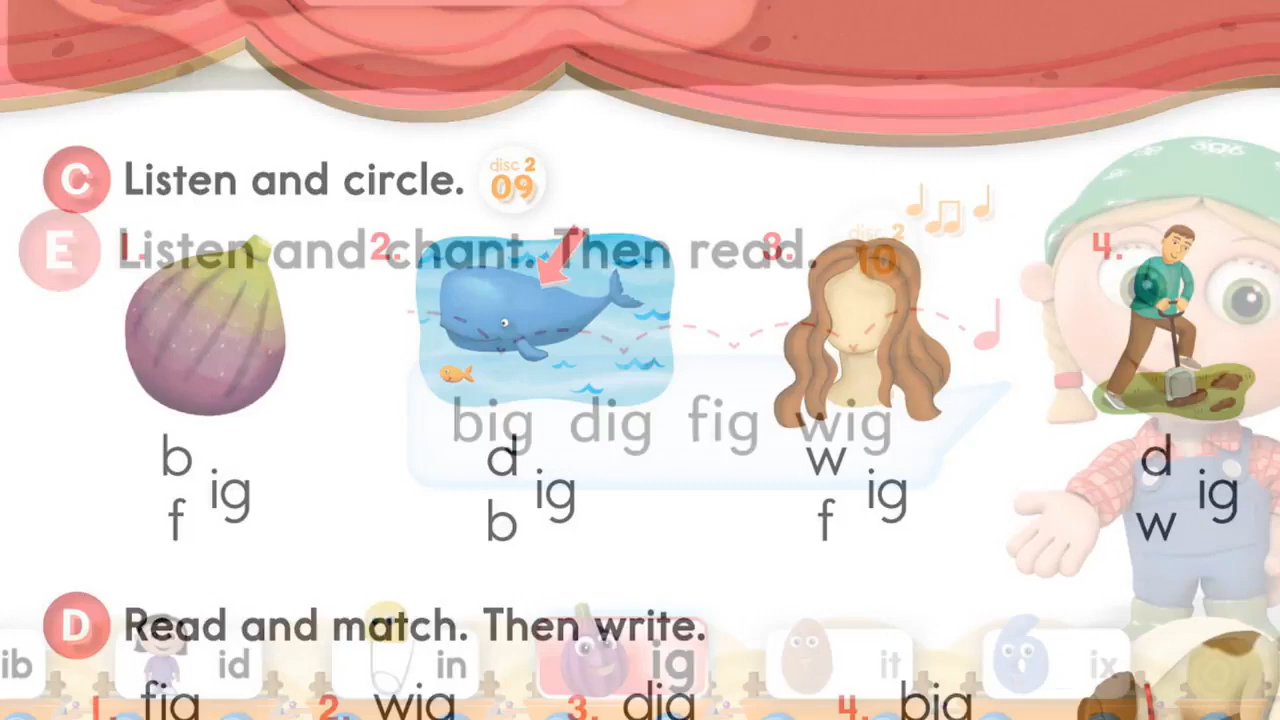 C Listen and circle. disc 2 09
E Listen and chant. Then read. disc 2 10
1. 2. 3. 4.
big dig fig wig
b d w d
ig ig ig ig
f b f w
D Read and match. Then write.
ib id in ig it 6 ix
1. fig 2. wig 3. dig 4. big